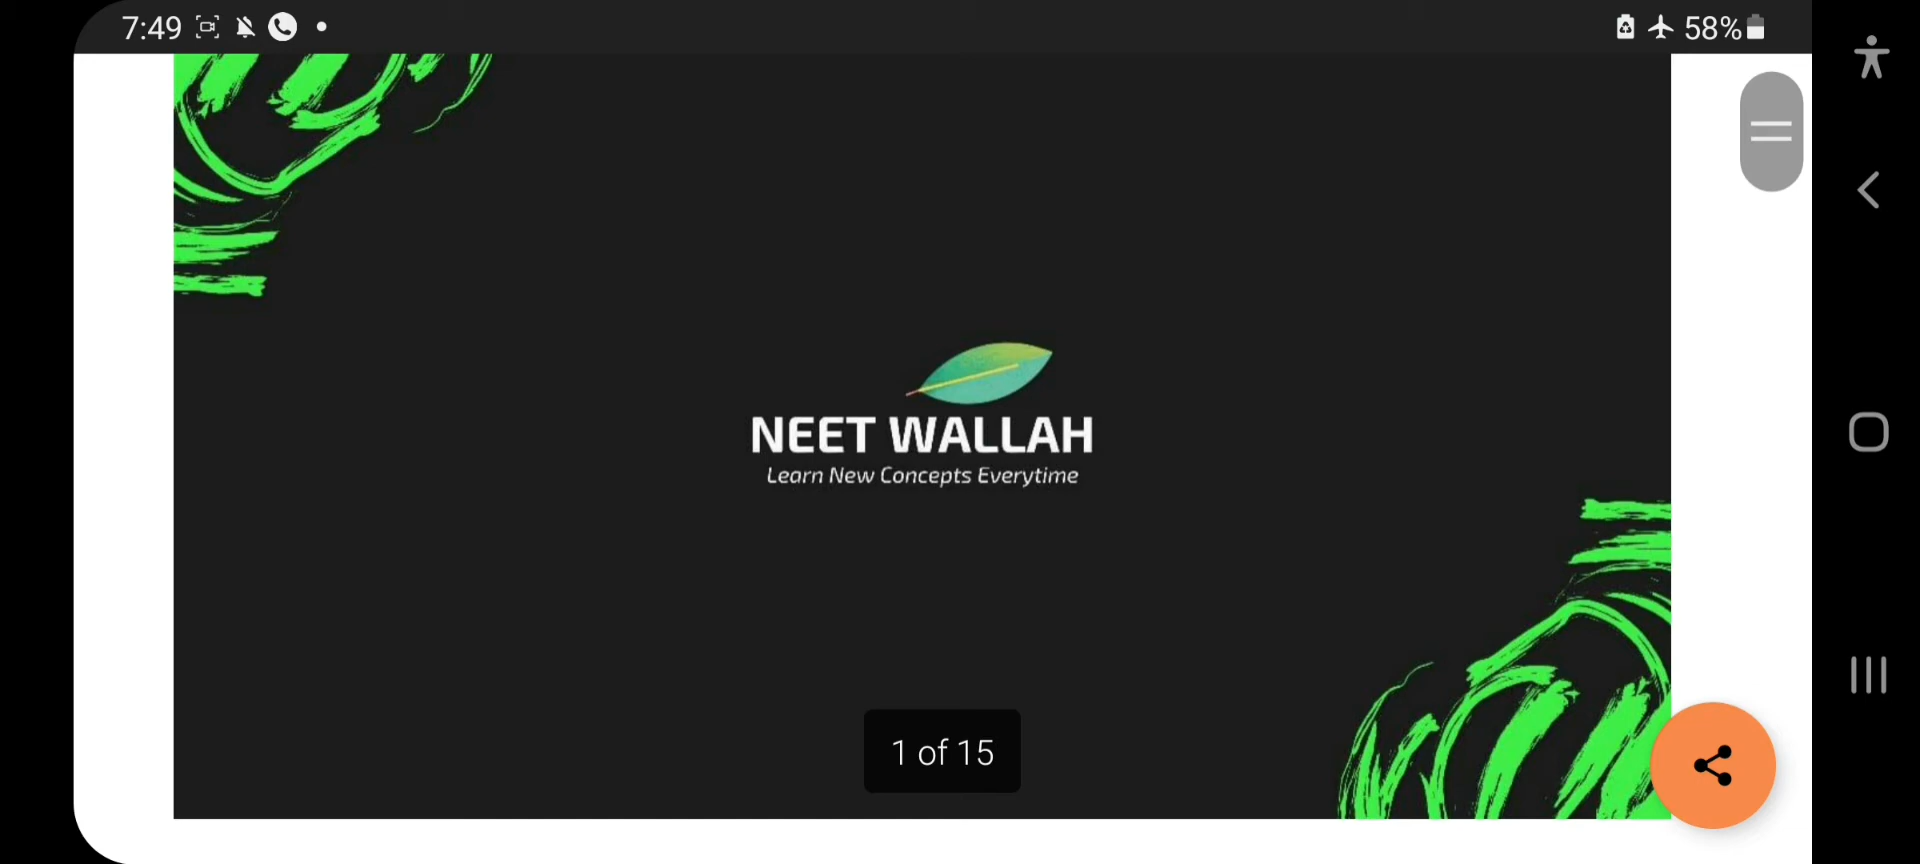 7:49
58%
NEET WALLAH
Learn New Concepts Everytime
1 of 15